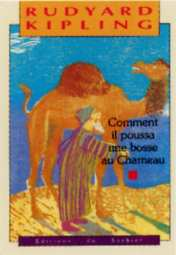 RUDYARD
KIPLING
Comment
il poussa
une bosse
au Chameau
Editions du Sorbier